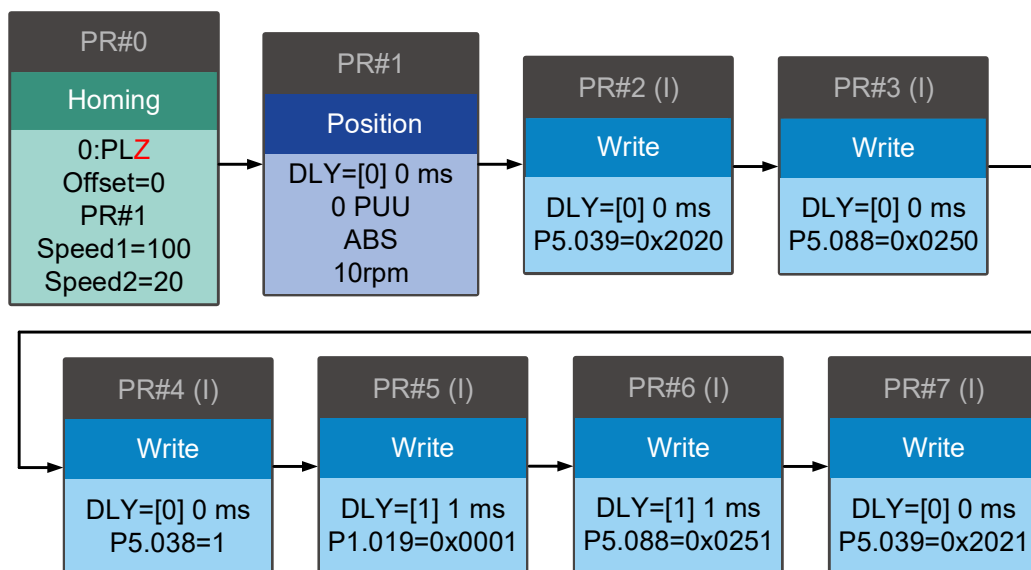 PR#0
Homing
0:PLZ
Offset=0
PR#1
Speed1=100
Speed2=20
PR#1
Position
DLY=[0] 0 ms
0 PUU
ABS
10rpm
PR#2 (I)
Write
DLY=[0] 0 ms
P5.039=0x2020
PR#3 (I)
Write
DLY=[0] 0 ms
P5.088=0x0250
PR#4 (I)
Write
DLY=[0] 0 ms
P5.038=1
PR#5 (I)
Write
DLY=[1] 1 ms
P1.019=0x0001
PR#6 (I)
Write
DLY=[1] 1 ms
P5.088=0x0251
PR#7 (I)
Write
DLY=[0] 0 ms
P5.039=0x2021